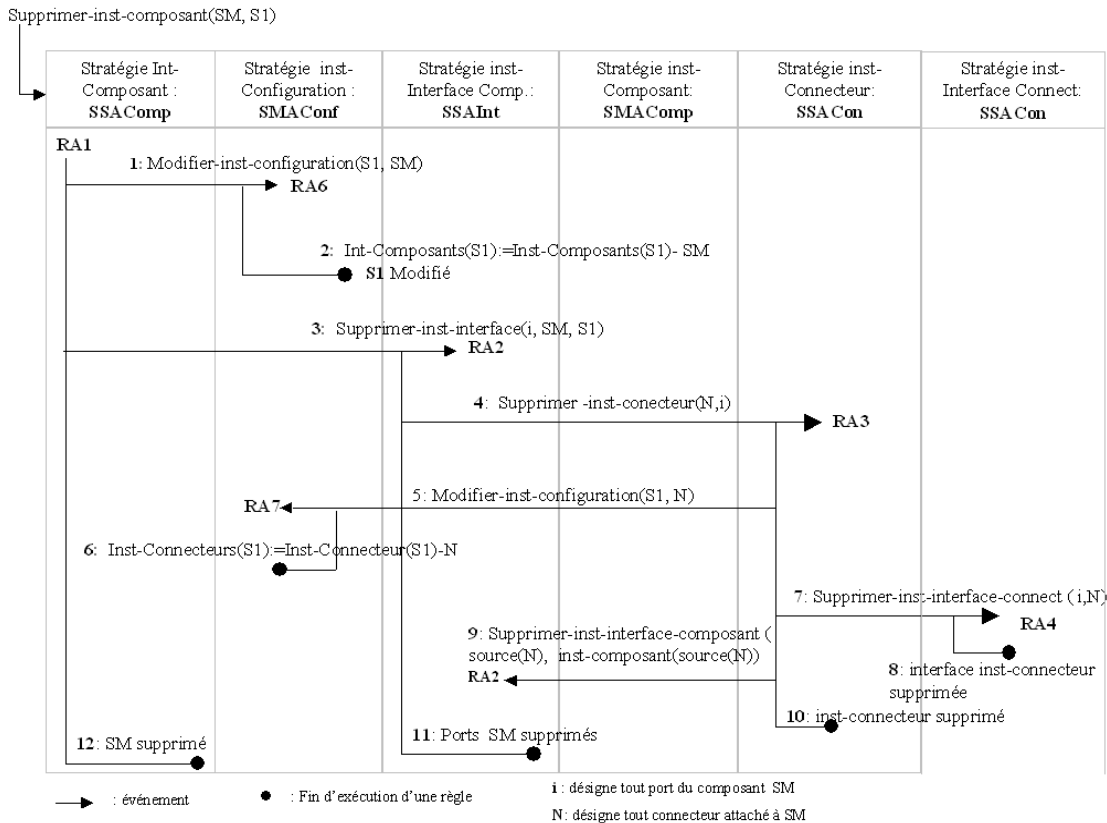 Supprimer-inst-composant(SM, S1)
Stratégie Int-
Composant :
SSAComp
Stratégie inst-
Configuration :
SMAConf
Stratégie inst-
Interface Comp.:
SSAInt
Stratégie inst-
Composant:
SMAComp
Stratégie inst-
Connecteur:
SSACon
Stratégie inst-
Interface Connect:
SSACon
RA1
1: Modifier-inst-configuration(S1, SM)
RA6
2: Int-Composants(S1):=Inst-Composants(S1)- SM
S1 Modifié
3: Supprimer-inst-interface(i, SM, S1)
RA2
4: Supprimer -inst-conecteur(N,i)
RA3
5: Modifier-inst-configuration(S1, N)
RA7
6: Inst-Connecteurs(S1):=Inst-Connecteur(S1)-N
7: Supprimer-inst-interface-connect (i,N)
RA4
9: Supprimer-inst-interface-composant (
source(N), inst-composant(source(N))
RA2
8: interface inst-connecteur
supprimée
10: inst-connecteur supprimé
11: Ports SM supprimés
12: SM supprimé
: événement
: Fin d'exécution d'une règle
i : désigne tout port du composant SM
N: désigne tout connecteur attaché à SM